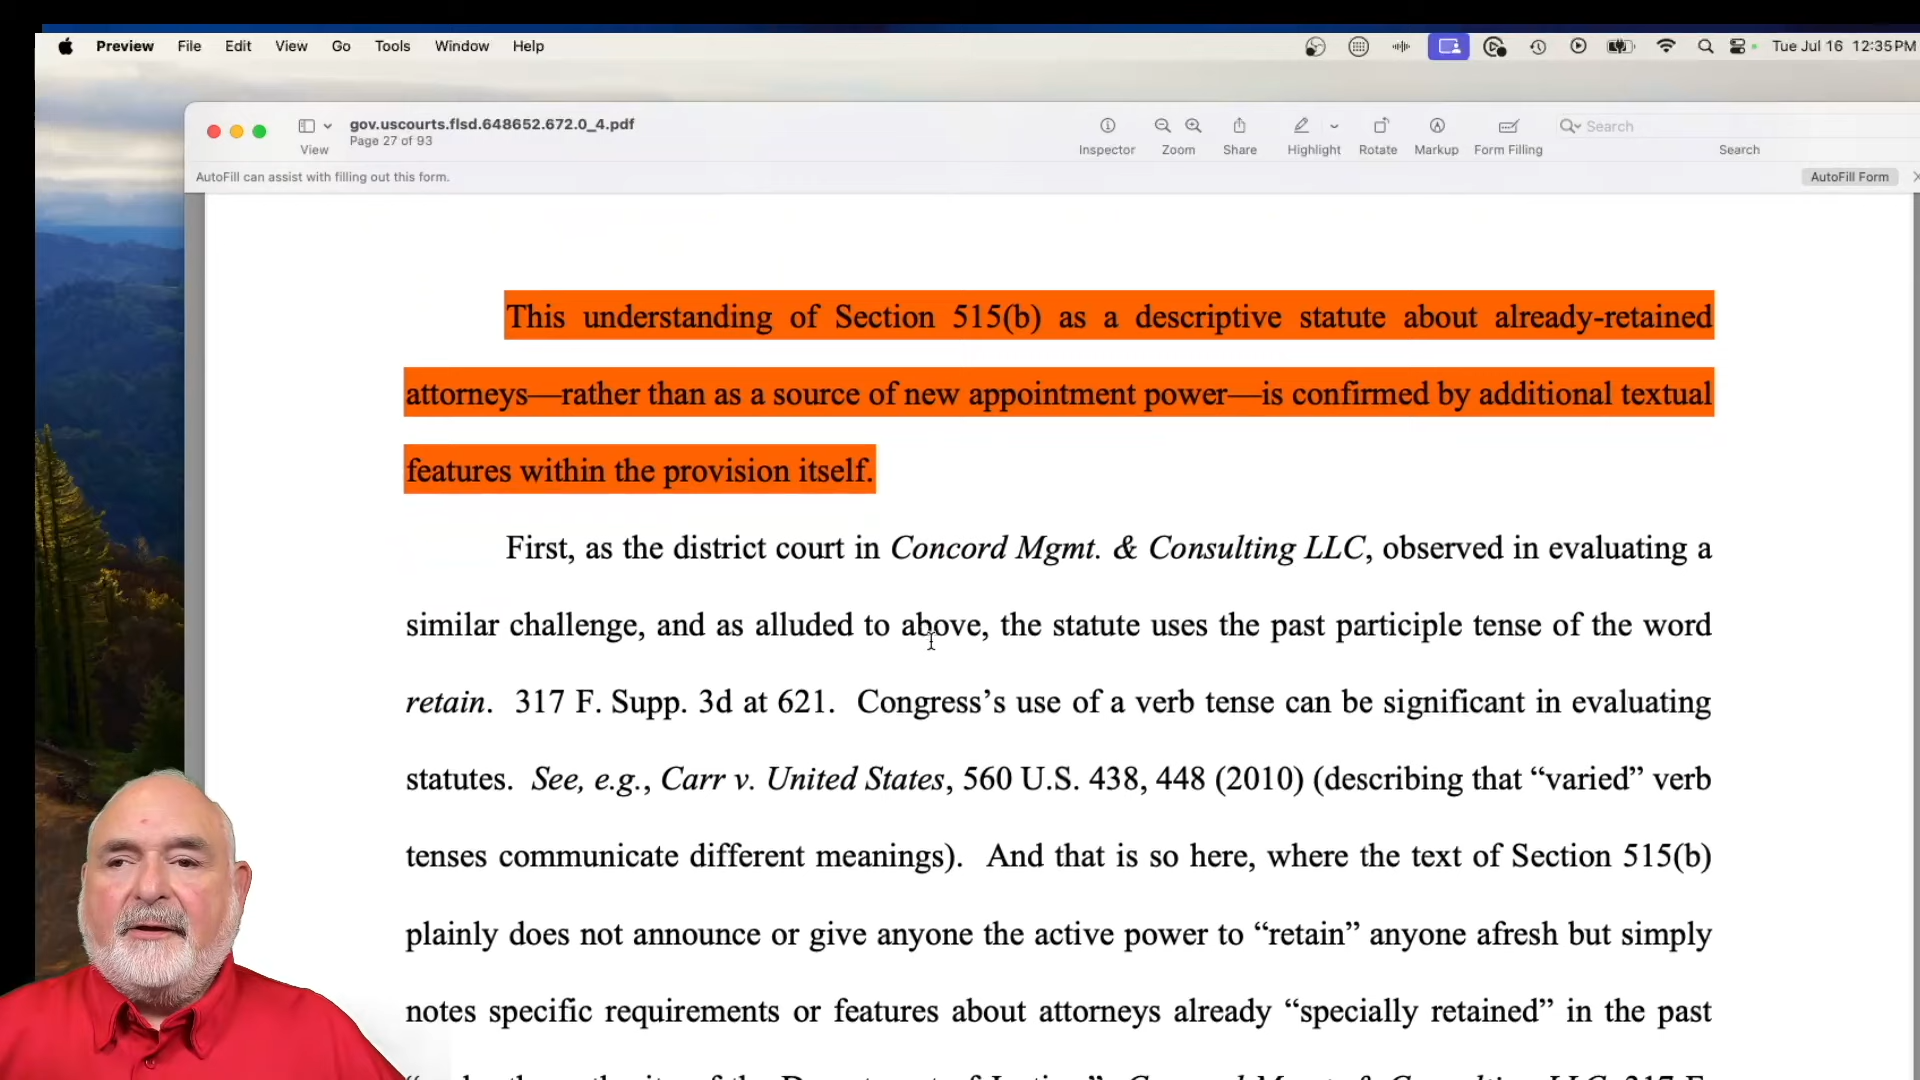 Preview File Edit View Go Tools Window Help Tue Jul 16 12:35 PM
gov.uscourts.flsd.648652.672.0_4.pdf
Page 27 of 93
View Inspector Zoom Share Highlight Rotate Markup Form Filling Search
Search
AutoFill can assist with filling out this form. AutoFill Form
This understanding of Section 515(b) as a descriptive statute about already-retained
attorneys—rather than as a source of new appointment power—is confirmed by additional textual
features within the provision itself.
First, as the district court in Concord Mgmt. & Consulting LLC, observed in evaluating a
similar challenge, and as alluded to above, the statute uses the past participle tense of the word
retain. 317 F. Supp. 3d at 621. Congress’s use of a verb tense can be significant in evaluating
statutes. See, e.g., Carr v. United States, 560 U.S. 438, 448 (2010) (describing that “varied” verb
tenses communicate different meanings). And that is so here, where the text of Section 515(b)
plainly does not announce or give anyone the active power to “retain” anyone afresh but simply
notes specific requirements or features about attorneys already “specially retained” in the past